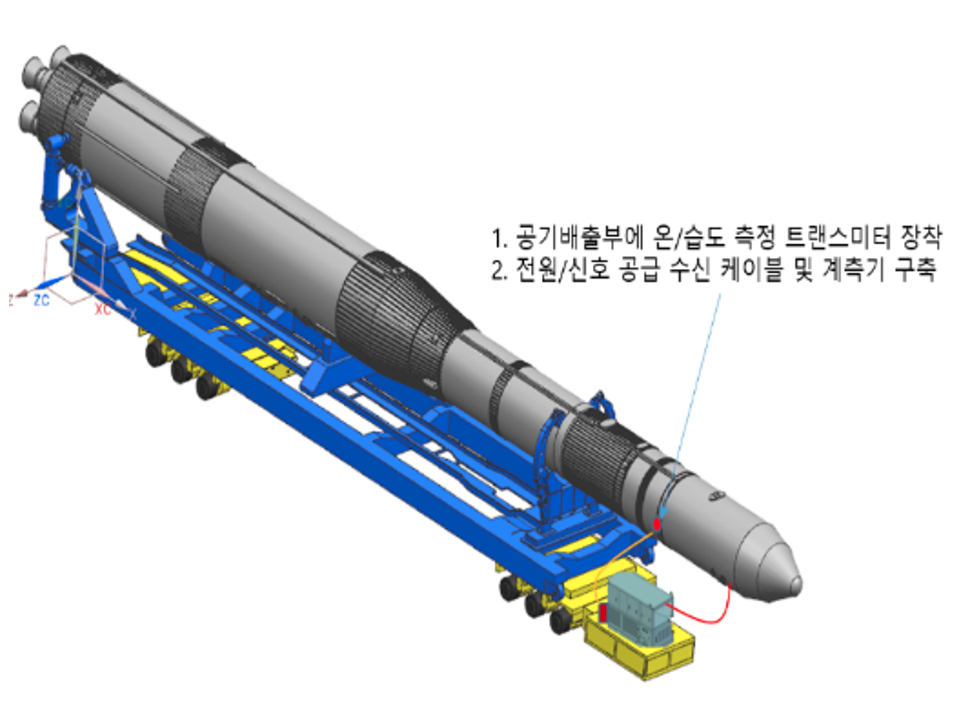 1. 공기배출부에 온/습도 측정 트랜스미터 장착
2. 전원/신호 공급 수신 케이블 및 계측기 구축
Z
ZC
XC
X